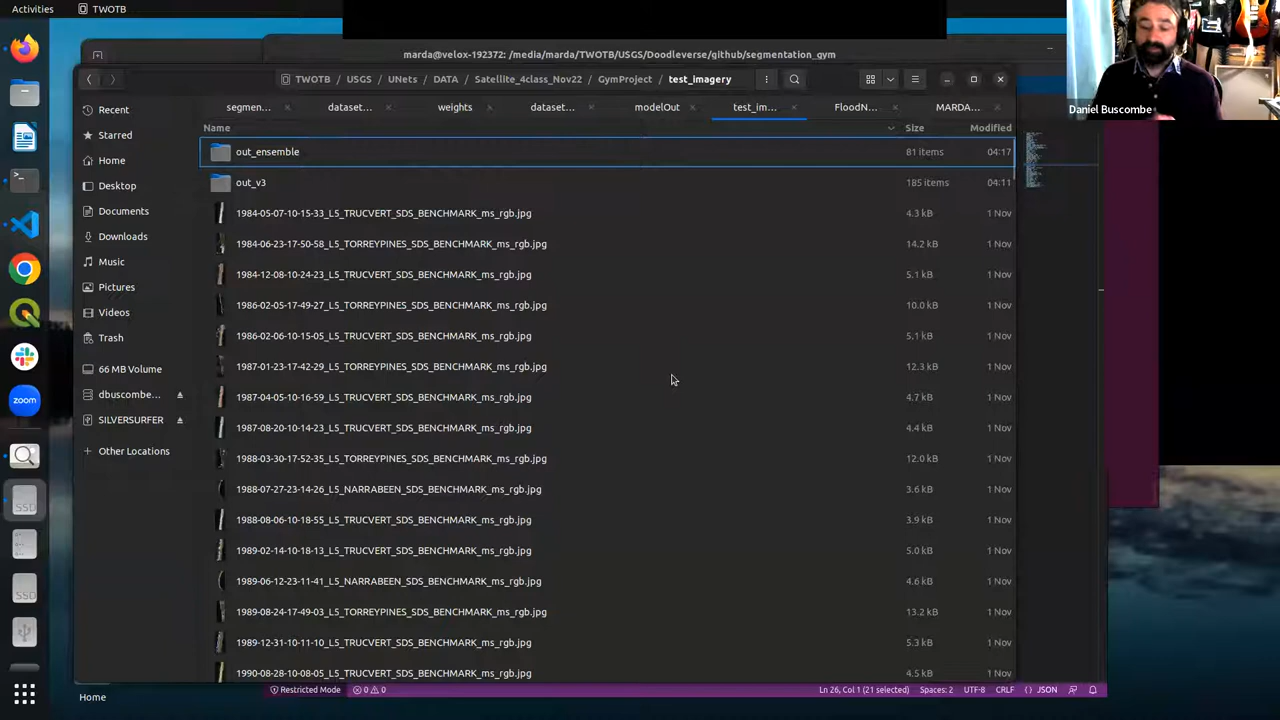 Activities
TWOTB
marda@velox-192372: /media/marda/TWOTB/USGS/Doodleverse/github/segmentation_gym
TWOTB / USGS / UNets / DATA / Satellite_4class_Nov22 / GymProject / test_imagery
Daniel Buscombe
segmen...
dataset...
weights
dataset...
modelOut
test_im...
FloodN...
MARDA...
Name Size Modified
out_ensemble 81 items 04:17
out_v3 185 items 04:11
1984-05-07-10-15-33_L5_TRUCVERT_SDS_BENCHMARK_ms_rgb.jpg 4.3 kB 1 Nov
1984-06-23-17-50-58_L5_TORREYPINES_SDS_BENCHMARK_ms_rgb.jpg 14.2 kB 1 Nov
1984-12-08-10-24-23_L5_TRUCVERT_SDS_BENCHMARK_ms_rgb.jpg 5.1 kB 1 Nov
1986-02-05-17-49-27_L5_TORREYPINES_SDS_BENCHMARK_ms_rgb.jpg 10.0 kB 1 Nov
1986-02-06-10-15-05_L5_TRUCVERT_SDS_BENCHMARK_ms_rgb.jpg 5.1 kB 1 Nov
1987-01-23-17-42-29_L5_TORREYPINES_SDS_BENCHMARK_ms_rgb.jpg 12.3 kB 1 Nov
1987-04-05-10-16-59_L5_TRUCVERT_SDS_BENCHMARK_ms_rgb.jpg 4.7 kB 1 Nov
1987-08-20-10-14-23_L5_TRUCVERT_SDS_BENCHMARK_ms_rgb.jpg 4.4 kB 1 Nov
1988-03-30-17-52-35_L5_TORREYPINES_SDS_BENCHMARK_ms_rgb.jpg 12.0 kB 1 Nov
1988-07-27-23-14-26_L5_NARRABEEN_SDS_BENCHMARK_ms_rgb.jpg 3.6 kB 1 Nov
1988-08-06-10-18-55_L5_TRUCVERT_SDS_BENCHMARK_ms_rgb.jpg 3.9 kB 1 Nov
1989-02-14-10-18-13_L5_TRUCVERT_SDS_BENCHMARK_ms_rgb.jpg 5.0 kB 1 Nov
1989-06-12-23-11-41_L5_NARRABEEN_SDS_BENCHMARK_ms_rgb.jpg 4.6 kB 1 Nov
1989-08-24-17-49-03_L5_TORREYPINES_SDS_BENCHMARK_ms_rgb.jpg 13.2 kB 1 Nov
1989-12-31-10-11-10_L5_TRUCVERT_SDS_BENCHMARK_ms_rgb.jpg 5.3 kB 1 Nov
1990-08-28-10-08-05_L5_TRUCVERT_SDS_BENCHMARK_ms_rgb.jpg 4.5 kB 1 Nov
Recent
Starred
Home
Desktop
Documents
Downloads
Music
Pictures
Videos
Trash
66 MB Volume
dbuscombe...
SILVERSURFER
Other Locations
zoom
SSD
SSD
Home
Restricted Mode 0 0 Ln 26, Col 1 (21 selected) Spaces: 2 UTF-8 CRLF {} JSON